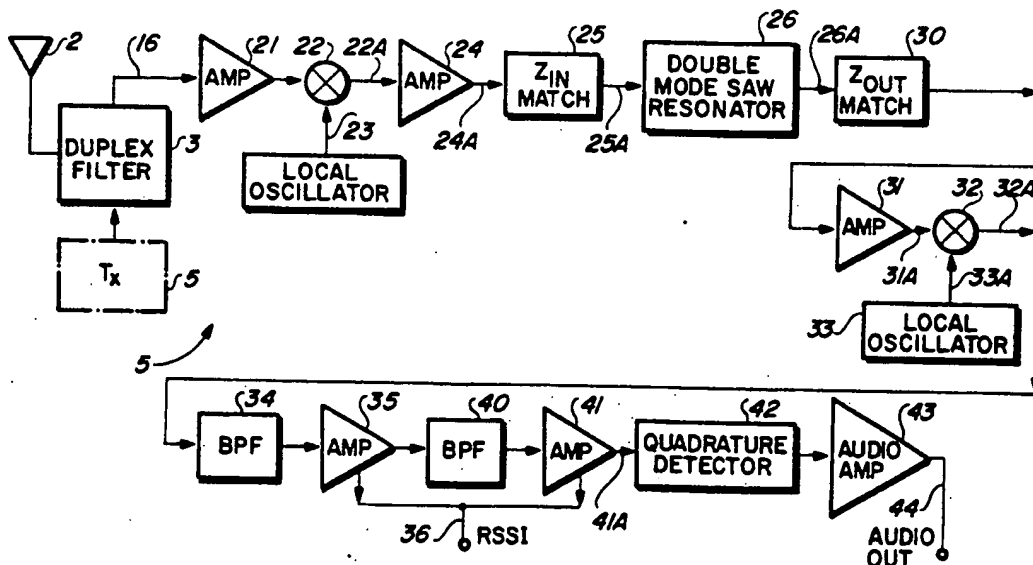 2
16
21
22
22A
24
25
26
26A
30
AMP
AMP
ZIN
MATCH
DOUBLE
MODE SAW
RESONATOR
ZOUT
MATCH
DUPLEX
FILTER
3
23
24A
25A
LOCAL
OSCILLATOR
Tx
5
31
32
32A
AMP
31A
33A
33
LOCAL
OSCILLATOR
5
34
35
40
41
42
43
BPF
AMP
BPF
AMP
QUADRATURE
DETECTOR
AUDIO
AMP
41A
44
36
RSSI
AUDIO
OUT